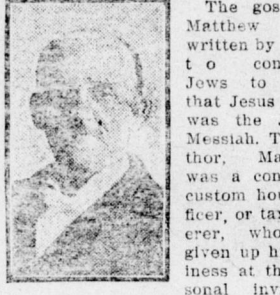 The gos
Matthew
written by
to con
Jews to
that Jesus
was the
Messiah. T
thor, Ma
was a con
custom hou
ficer, or tax
erer, who
given up h
iness at th
sonal inv